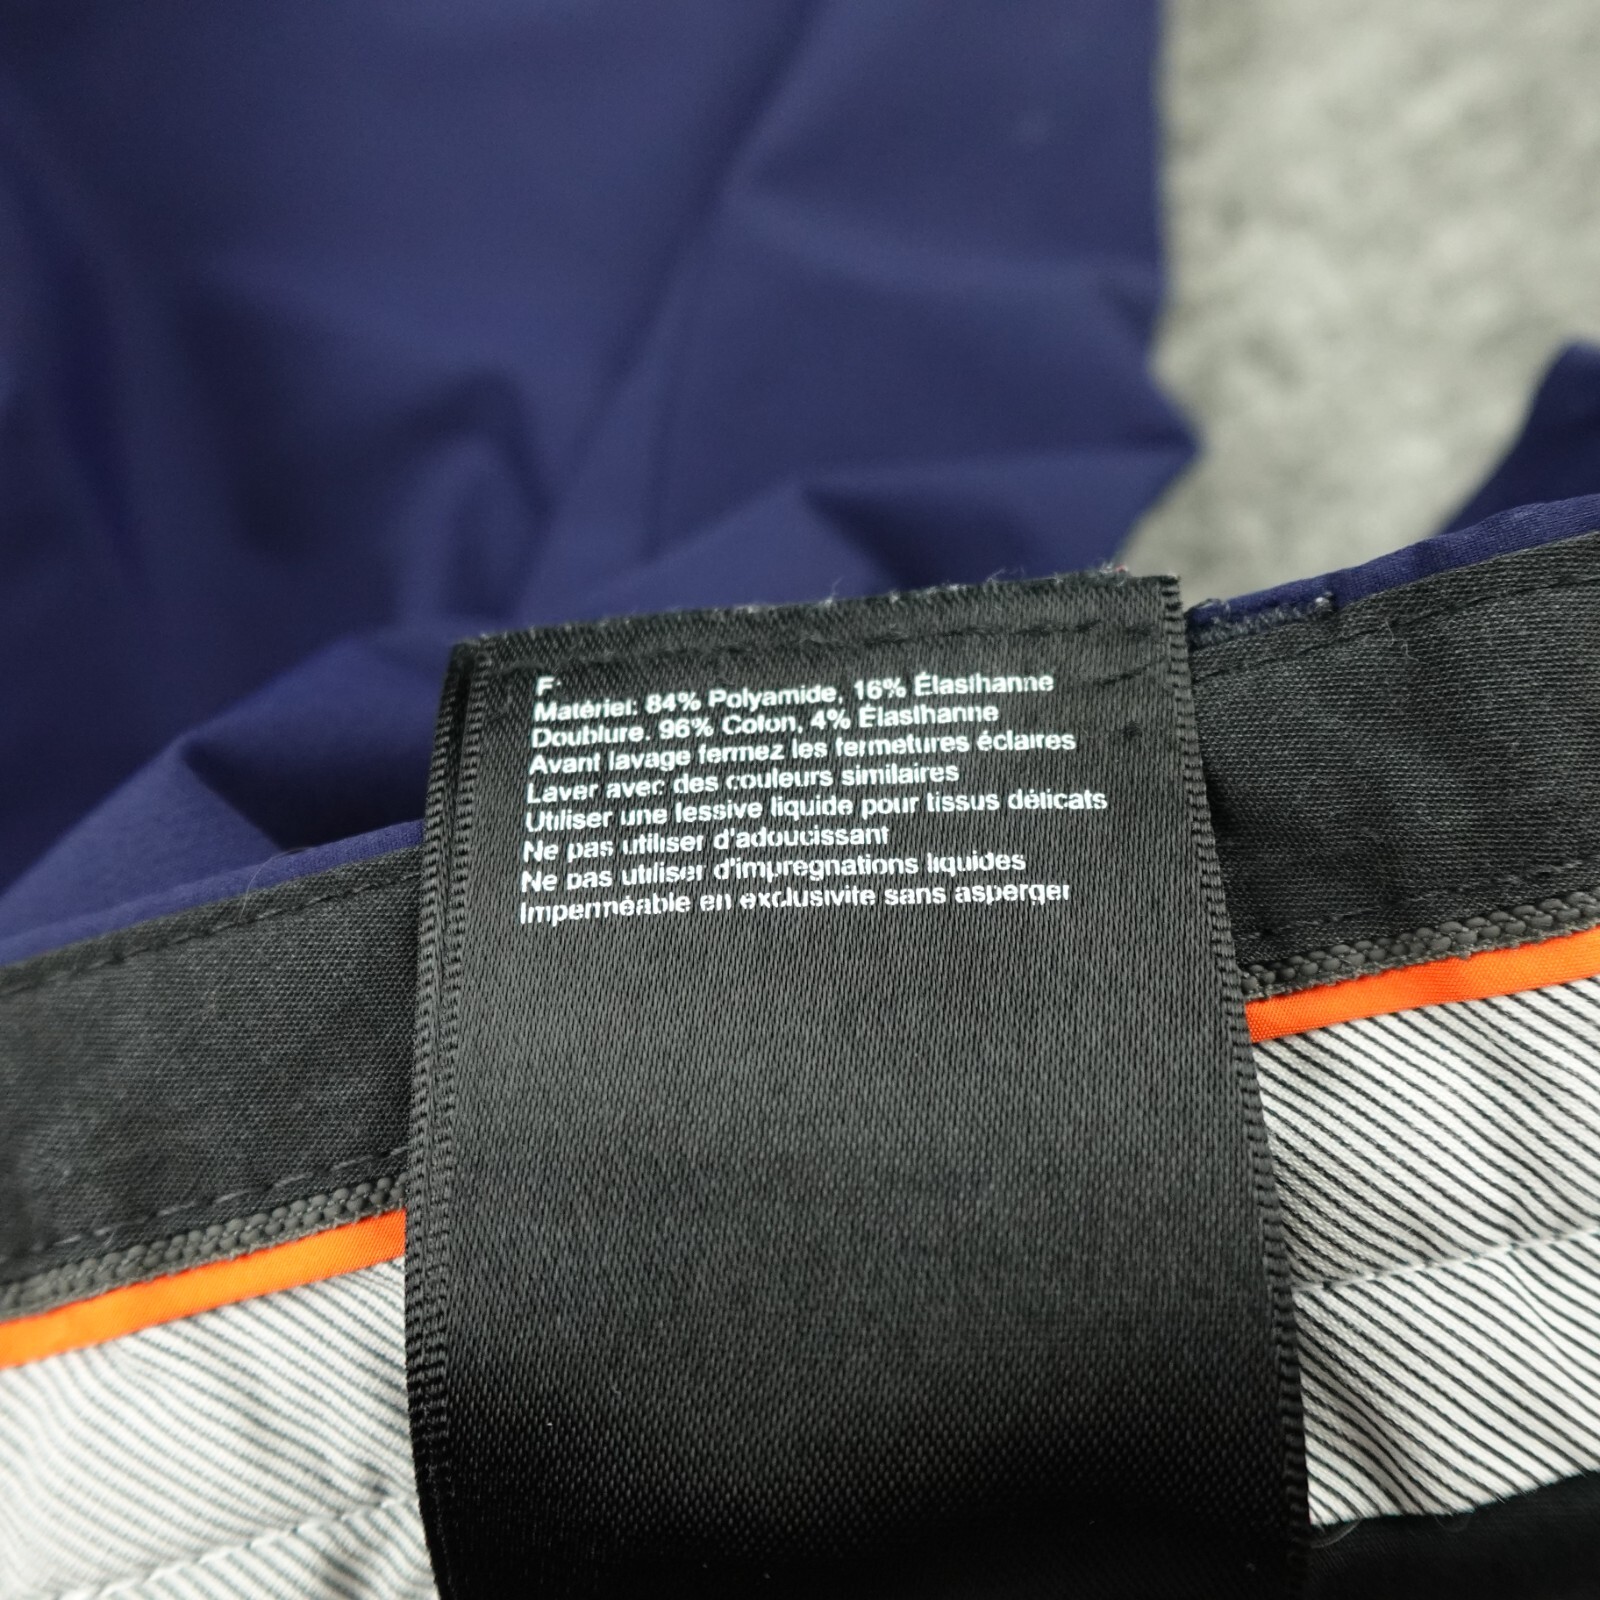 F.
Matériel: 84% Polyamide, 16% Élasthanne
Doublure. 96% Coton, 4% Élasthanne
Avant lavage fermez les fermetures éclaires
Laver avec des couleurs similaires
Utiliser une lessive liquide pour tissus délicats
Ne pas utiliser d'adoucissant
Ne pas utiliser d'impregnations liquides
Imperméable en exclusivite sans asperger